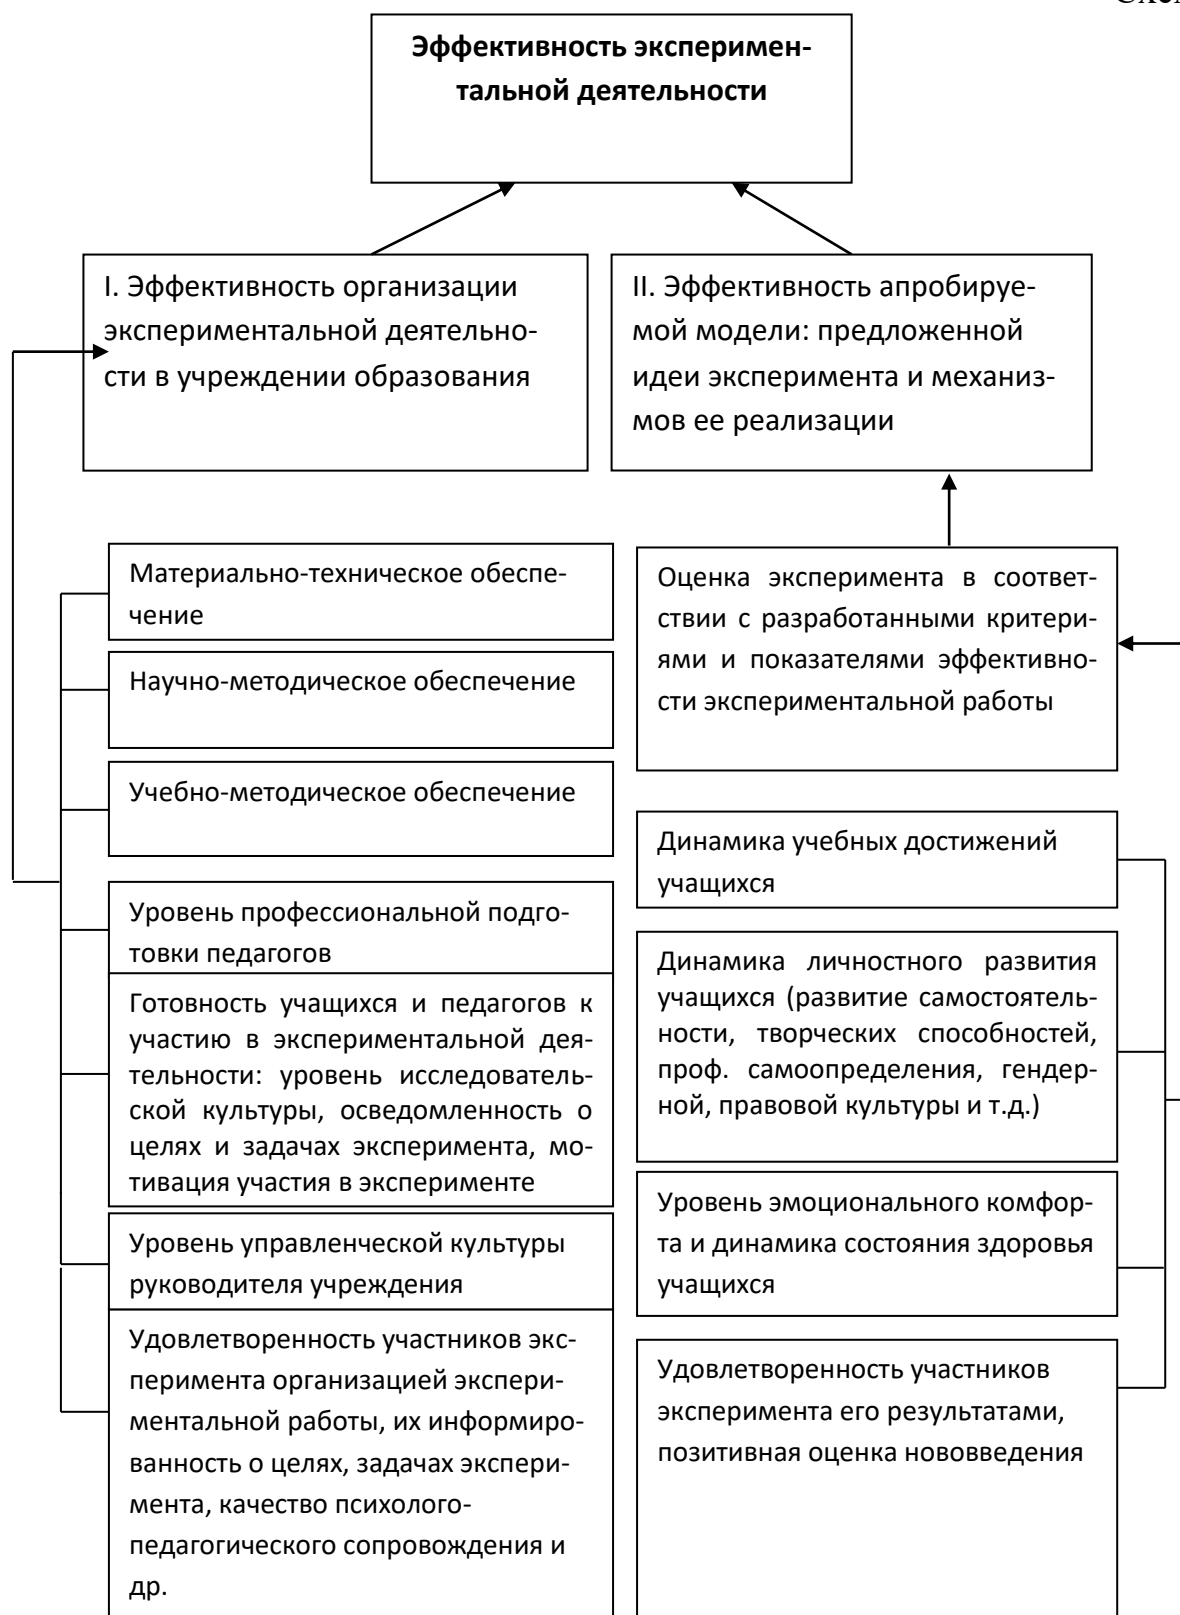 Эффективность эксперимен-
тальной деятельности
I. Эффективность организации
экспериментальной деятельно-
сти в учреждении образования
II. Эффективность апробируе-
мой модели: предложенной
идеи эксперимента и механиз-
мов ее реализации
Материально-техническое обеспе-
чение
Научно-методическое обеспечение
Учебно-методическое обеспечение
Уровень профессиональной подго-
товки педагогов
Готовность учащихся и педагогов к
участию в экспериментальной дея-
тельности: уровень исследователь-
ской культуры, осведомленность о
целях и задачах эксперимента, мо-
тивация участия в эксперименте
Уровень управленческой культуры
руководителя учреждения
Удовлетворенность участников экс-
перимента организацией экспери-
ментальной работы, их информиро-
ванность о целях, задачах экспери-
мента, качество психолого-
педагогического сопровождения и
др.
Оценка эксперимента в соответ-
ствии с разработанными критери-
ями и показателями эффективно-
сти экспериментальной работы
Динамика учебных достижений
учащихся
Динамика личностного развития
учащихся (развитие самостоятель-
ности, творческих способностей,
проф. самоопределения, гендер-
ной, правовой культуры и т.д.)
Уровень эмоционального комфор-
та и динамика состояния здоровья
учащихся
Удовлетворенность участников
эксперимента его результатами,
позитивная оценка нововведения